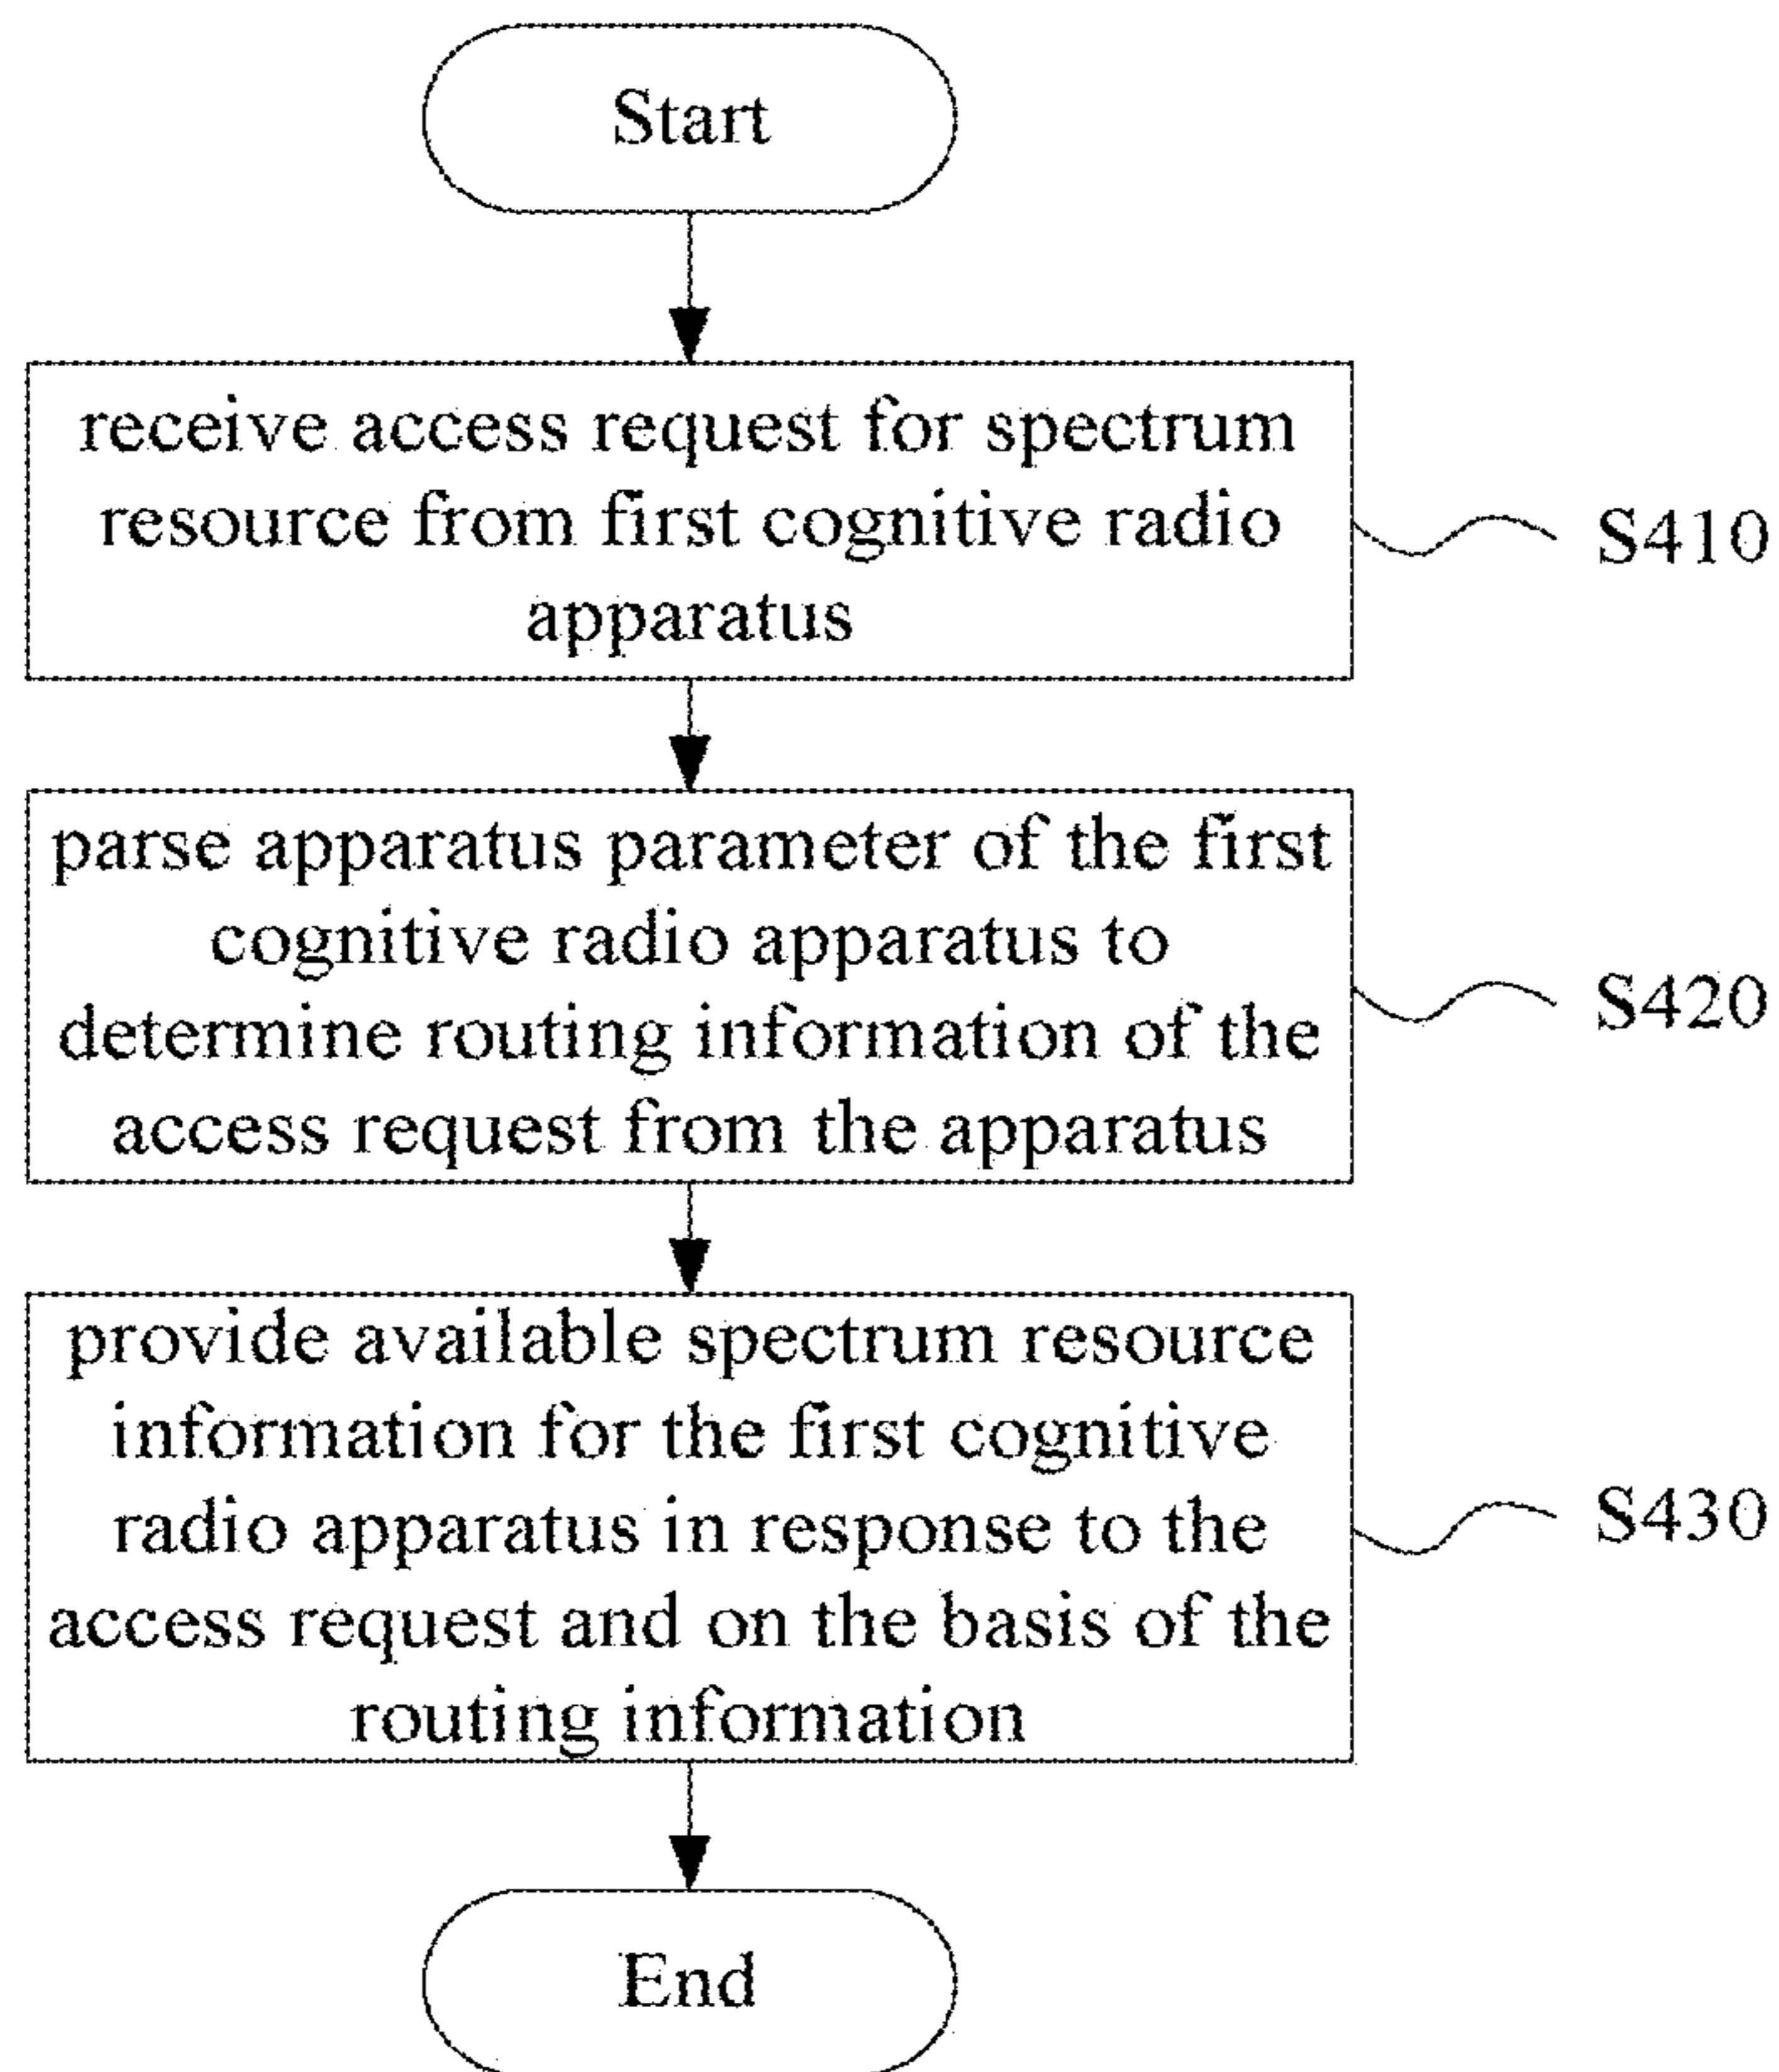 Start
receive access request for spectrum
resource from first cognitive radio
apparatus
S410
parse apparatus parameter of the first
cognitive radio apparatus to
determine routing information of the
access request from the apparatus
S420
provide available spectrum resource
information for the first cognitive
radio apparatus in response to the
access request and on the basis of the
routing information
S430
End